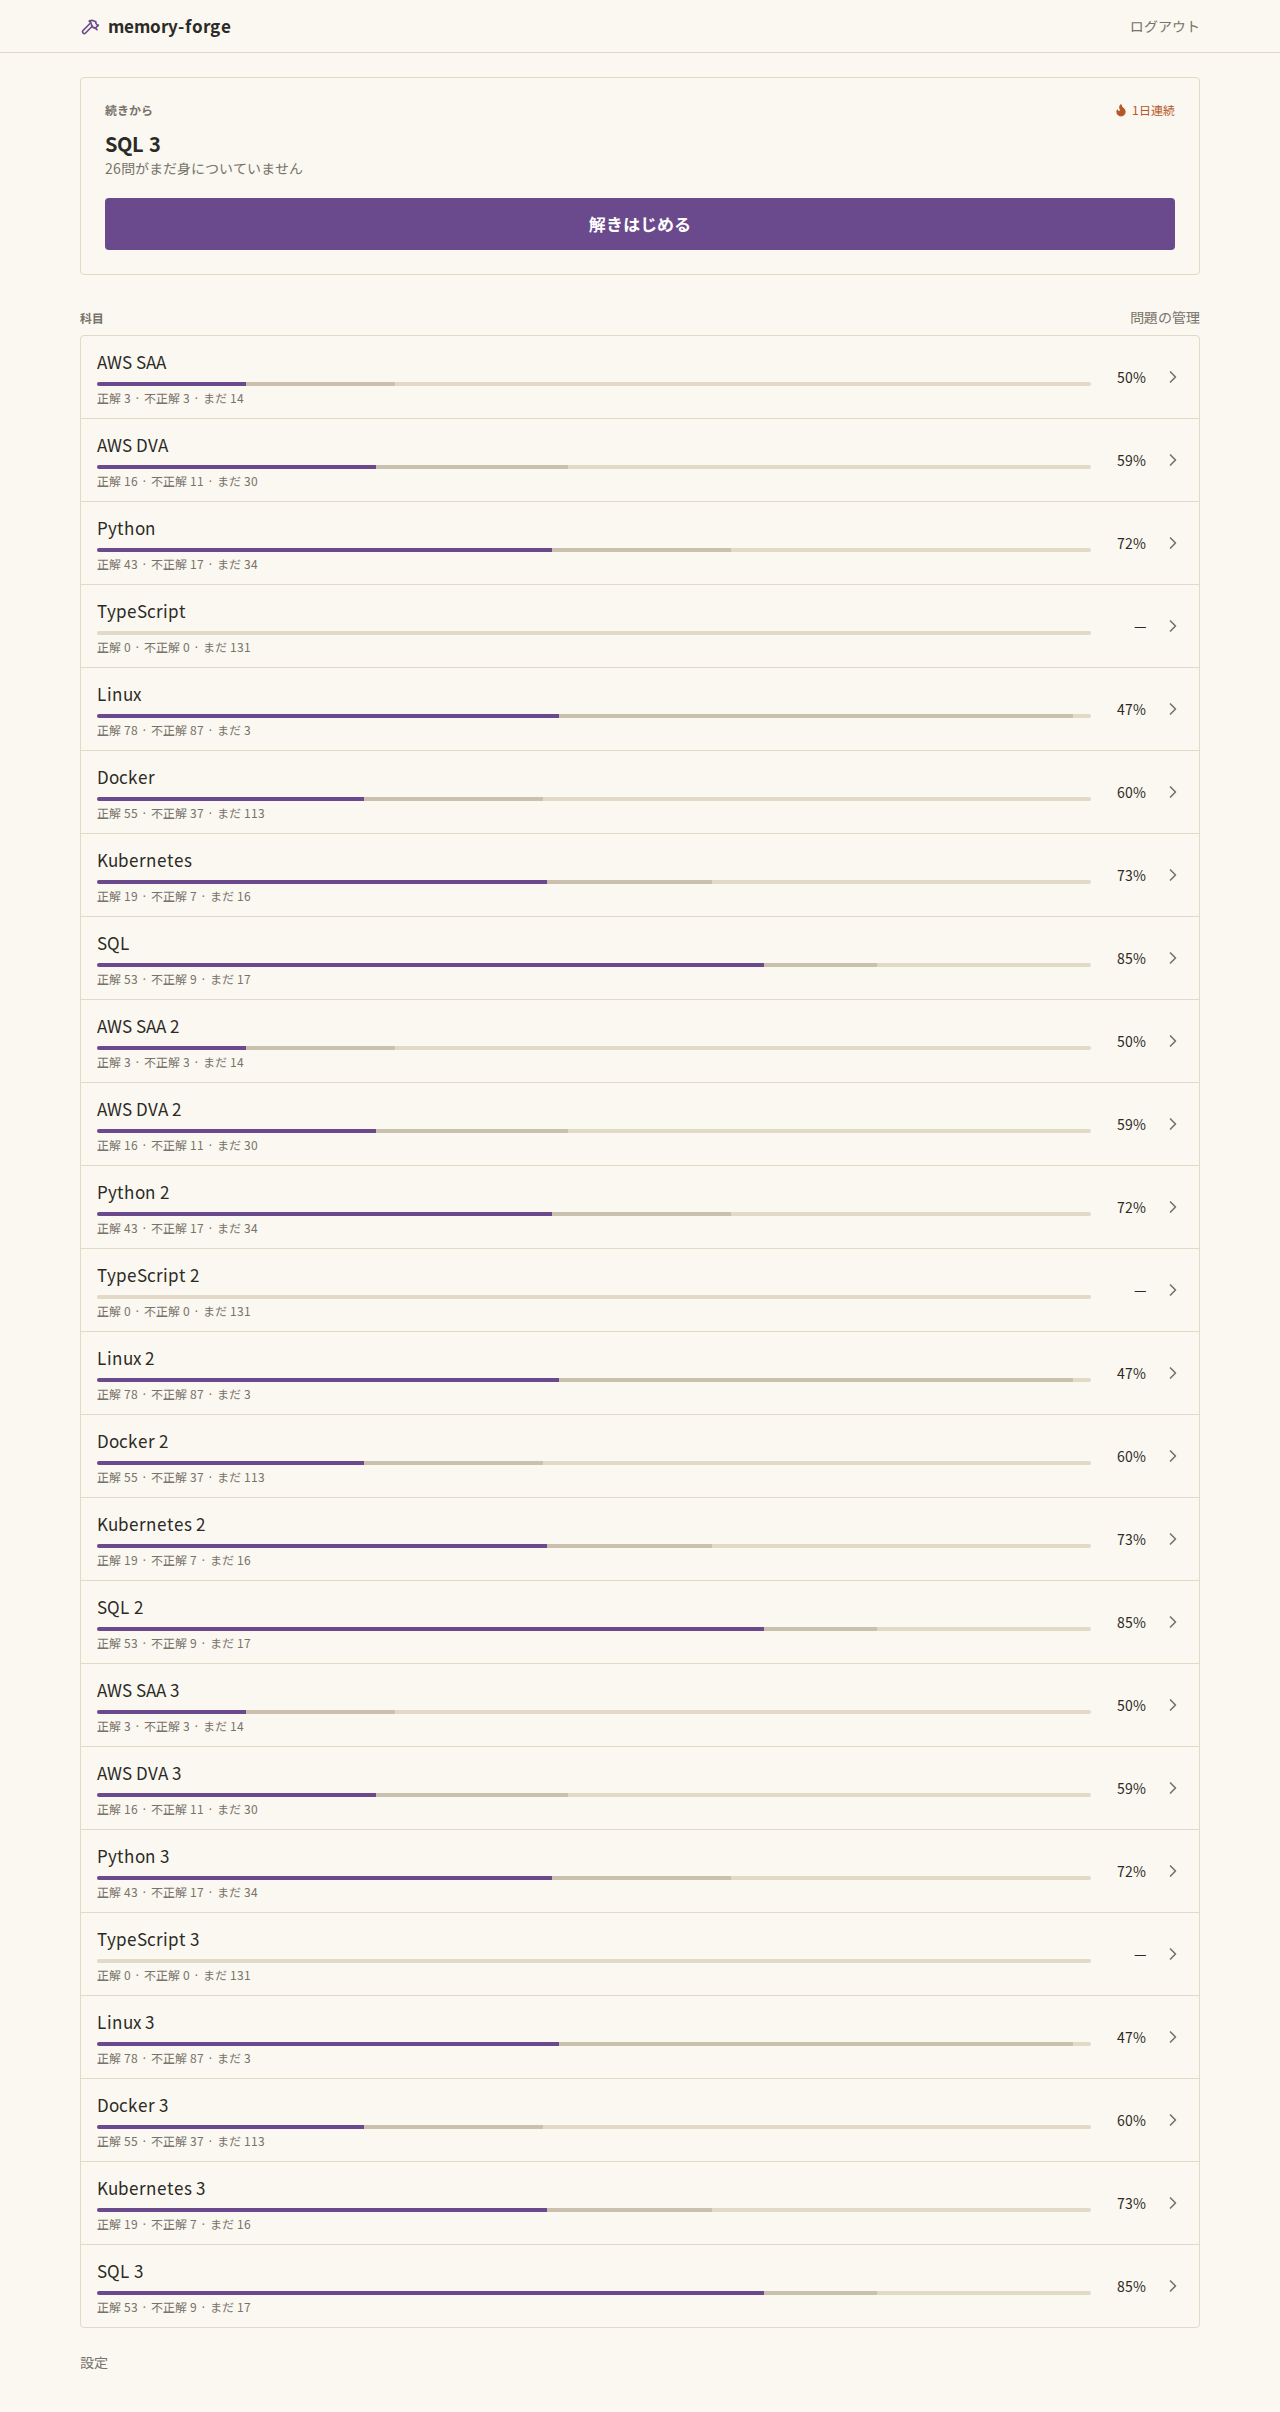 memory-forge ログアウト
続きから 1日連続
SQL 3
26問がまだ身についていません
解きはじめる
科目 問題の管理
AWS SAA
50%
正解 3 · 不正解 3 · まだ 14
AWS DVA
59%
正解 16 · 不正解 11 · まだ 30
Python
72%
正解 43 · 不正解 17 · まだ 34
TypeScript
—
正解 0 · 不正解 0 · まだ 131
Linux
47%
正解 78 · 不正解 87 · まだ 3
Docker
60%
正解 55 · 不正解 37 · まだ 113
Kubernetes
73%
正解 19 · 不正解 7 · まだ 16
SQL
85%
正解 53 · 不正解 9 · まだ 17
AWS SAA 2
50%
正解 3 · 不正解 3 · まだ 14
AWS DVA 2
59%
正解 16 · 不正解 11 · まだ 30
Python 2
72%
正解 43 · 不正解 17 · まだ 34
TypeScript 2
—
正解 0 · 不正解 0 · まだ 131
Linux 2
47%
正解 78 · 不正解 87 · まだ 3
Docker 2
60%
正解 55 · 不正解 37 · まだ 113
Kubernetes 2
73%
正解 19 · 不正解 7 · まだ 16
SQL 2
85%
正解 53 · 不正解 9 · まだ 17
AWS SAA 3
50%
正解 3 · 不正解 3 · まだ 14
AWS DVA 3
59%
正解 16 · 不正解 11 · まだ 30
Python 3
72%
正解 43 · 不正解 17 · まだ 34
TypeScript 3
—
正解 0 · 不正解 0 · まだ 131
Linux 3
47%
正解 78 · 不正解 87 · まだ 3
Docker 3
60%
正解 55 · 不正解 37 · まだ 113
Kubernetes 3
73%
正解 19 · 不正解 7 · まだ 16
SQL 3
85%
正解 53 · 不正解 9 · まだ 17
設定